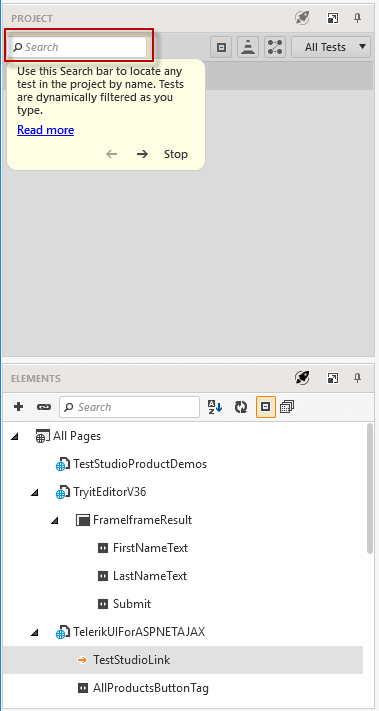 PROJECT
Search
All Tests
Use this Search bar to locate any
test in the project by name. Tests
are dynamically filtered as you
type.
Read more
Stop
ELEMENTS
Search
All Pages
TestStudioProductDemos
TryitEditorV36
FrameIframeResult
FirstNameText
LastNameText
Submit
TelerikUIForASPNETAJAX
TestStudioLink
AllProductsButtonTag